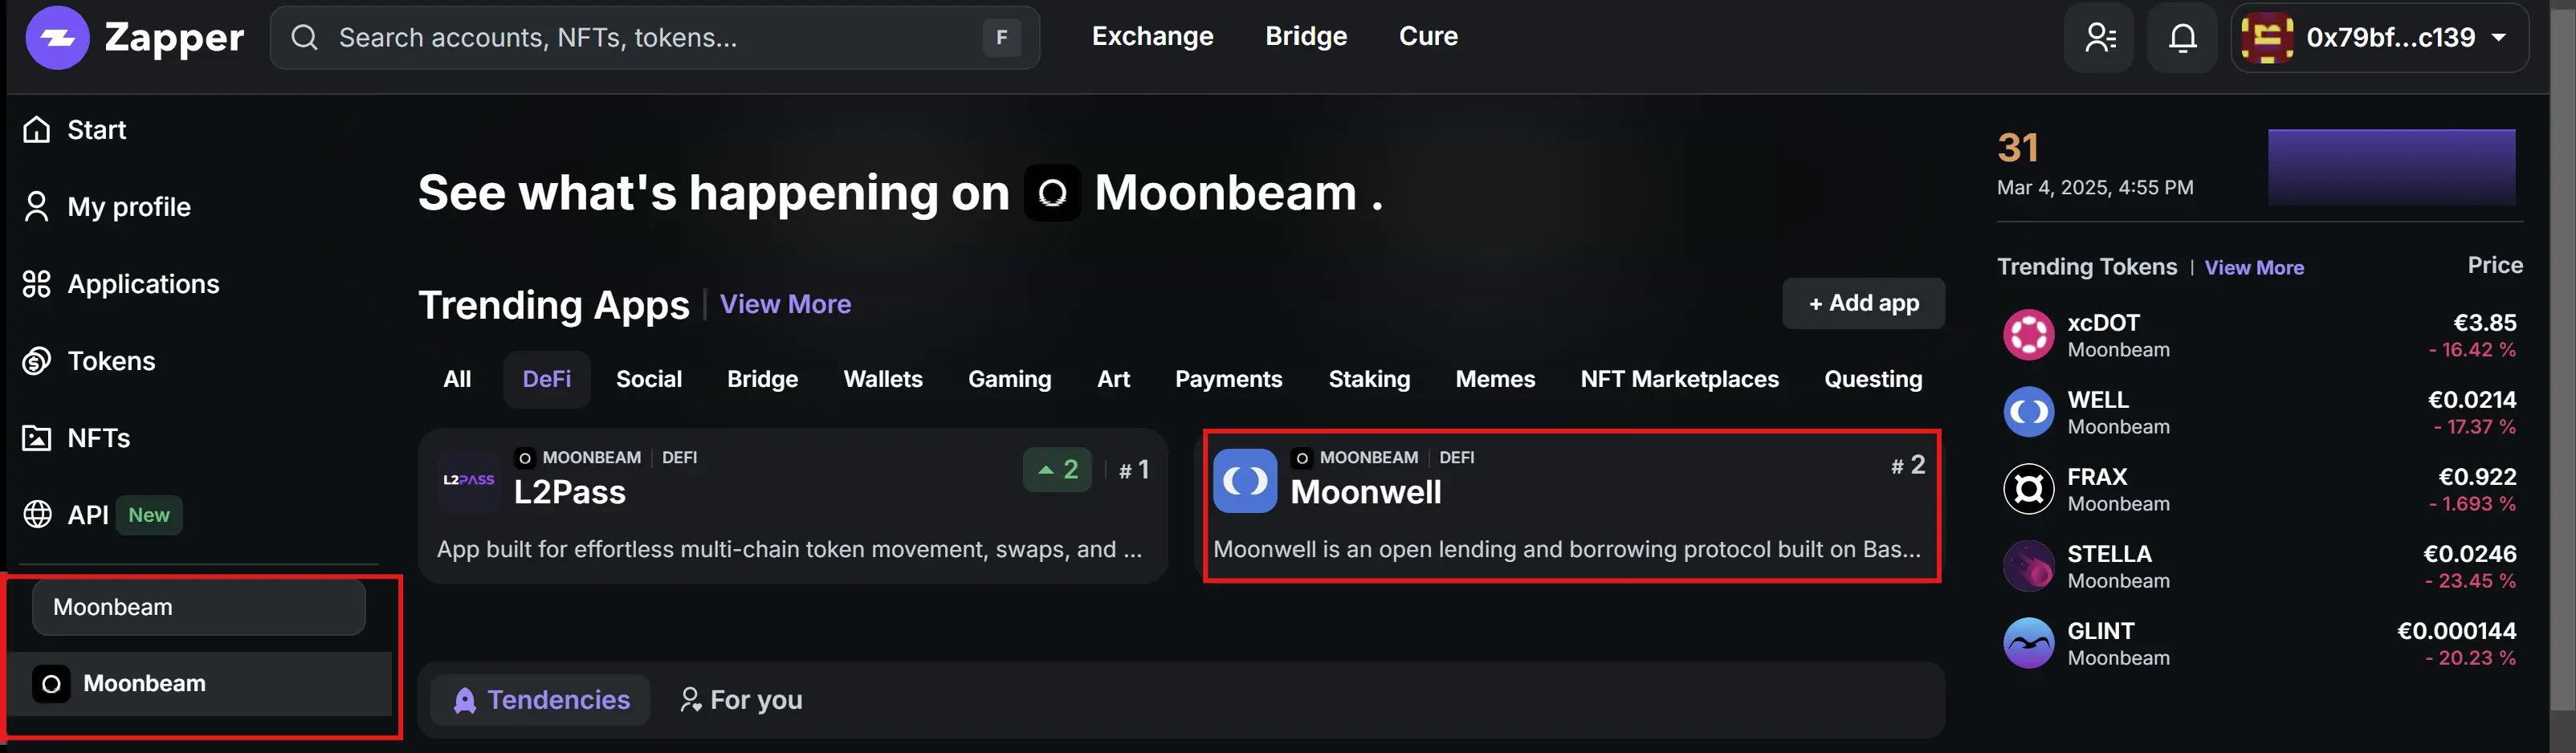 Zapper
Search accounts, NFTs, tokens... F
Exchange Bridge Cure
0x79bf...c139
Start
My profile
Applications
Tokens
NFTs
API New
Moonbeam
Moonbeam
See what's happening on Moonbeam .
Trending Apps | View More
+ Add app
All DeFi Social Bridge Wallets Gaming Art Payments Staking Memes NFT Marketplaces Questing
L2PASS
MOONBEAM | DEFI
L2Pass
2 | # 1
App built for effortless multi-chain token movement, swaps, and ...
MOONBEAM | DEFI
Moonwell
# 2
Moonwell is an open lending and borrowing protocol built on Bas...
Tendencies For you
31
Mar 4, 2025, 4:55 PM
Trending Tokens | View More Price
xcDOT €3.85
Moonbeam - 16.42 %
WELL €0.0214
Moonbeam - 17.37 %
FRAX €0.922
Moonbeam - 1.693 %
STELLA €0.0246
Moonbeam - 23.45 %
GLINT €0.000144
Moonbeam - 20.23 %